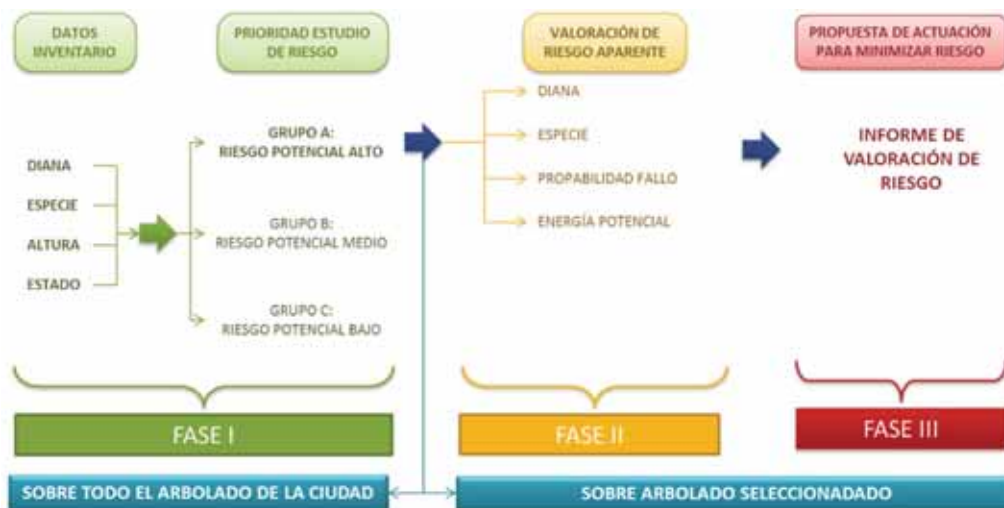 DATOS
INVENTARIO
PRIORIDAD ESTUDIO
DE RIESGO
VALORACIÓN DE
RIESGO APARENTE
PROPUESTA DE ACTUACIÓN
PARA MINIMIZAR RIESGO
DIANA
ESPECIE
ALTURA
ESTADO
GRUPO A:
RIESGO POTENCIAL ALTO
GRUPO B:
RIESGO POTENCIAL MEDIO
GRUPO C:
RIESGO POTENCIAL BAJO
DIANA
ESPECIE
PROPABILIDAD FALLO
ENERGÍA POTENCIAL
INFORME DE
VALORACIÓN DE
RIESGO
FASE I
FASE II
FASE III
SOBRE TODO EL ARBOLADO DE LA CIUDAD
SOBRE ARBOLADO SELECCIONADADO